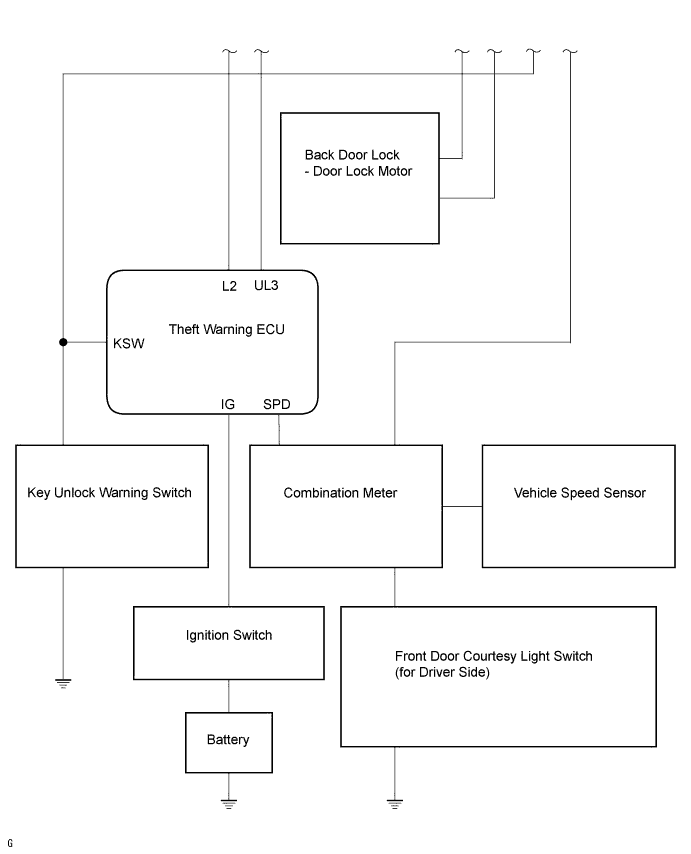 Back Door Lock
- Door Lock Motor
L2 UL3
Theft Warning ECU
KSW
IG SPD
Key Unlock Warning Switch
Combination Meter
Vehicle Speed Sensor
Ignition Switch
Front Door Courtesy Light Switch
(for Driver Side)
Battery
G